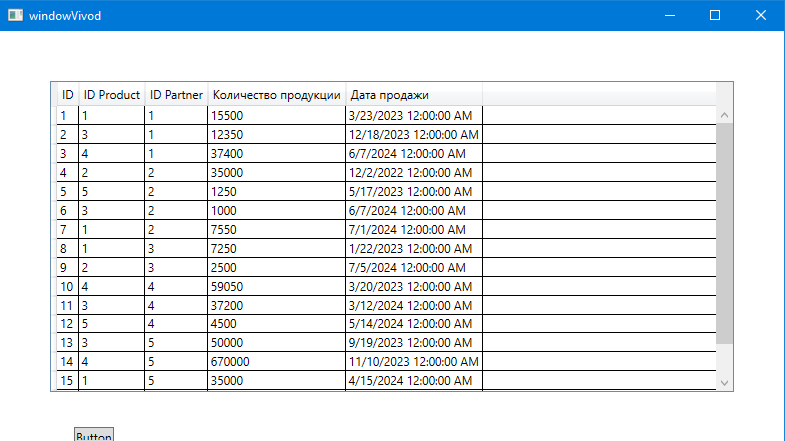 windowVivod
ID ID Product ID Partner Количество продукции Дата продажи
1 1 1 15500 3/23/2023 12:00:00 AM
2 3 1 12350 12/18/2023 12:00:00 AM
3 4 1 37400 6/7/2024 12:00:00 AM
4 2 2 35000 12/2/2022 12:00:00 AM
5 5 2 1250 5/17/2023 12:00:00 AM
6 3 2 1000 6/7/2024 12:00:00 AM
7 1 2 7550 7/1/2024 12:00:00 AM
8 1 3 7250 1/22/2023 12:00:00 AM
9 2 3 2500 7/5/2024 12:00:00 AM
10 4 4 59050 3/20/2023 12:00:00 AM
11 3 4 37200 3/12/2024 12:00:00 AM
12 5 4 4500 5/14/2024 12:00:00 AM
13 3 5 50000 9/19/2023 12:00:00 AM
14 4 5 670000 11/10/2023 12:00:00 AM
15 1 5 35000 4/15/2024 12:00:00 AM
Button